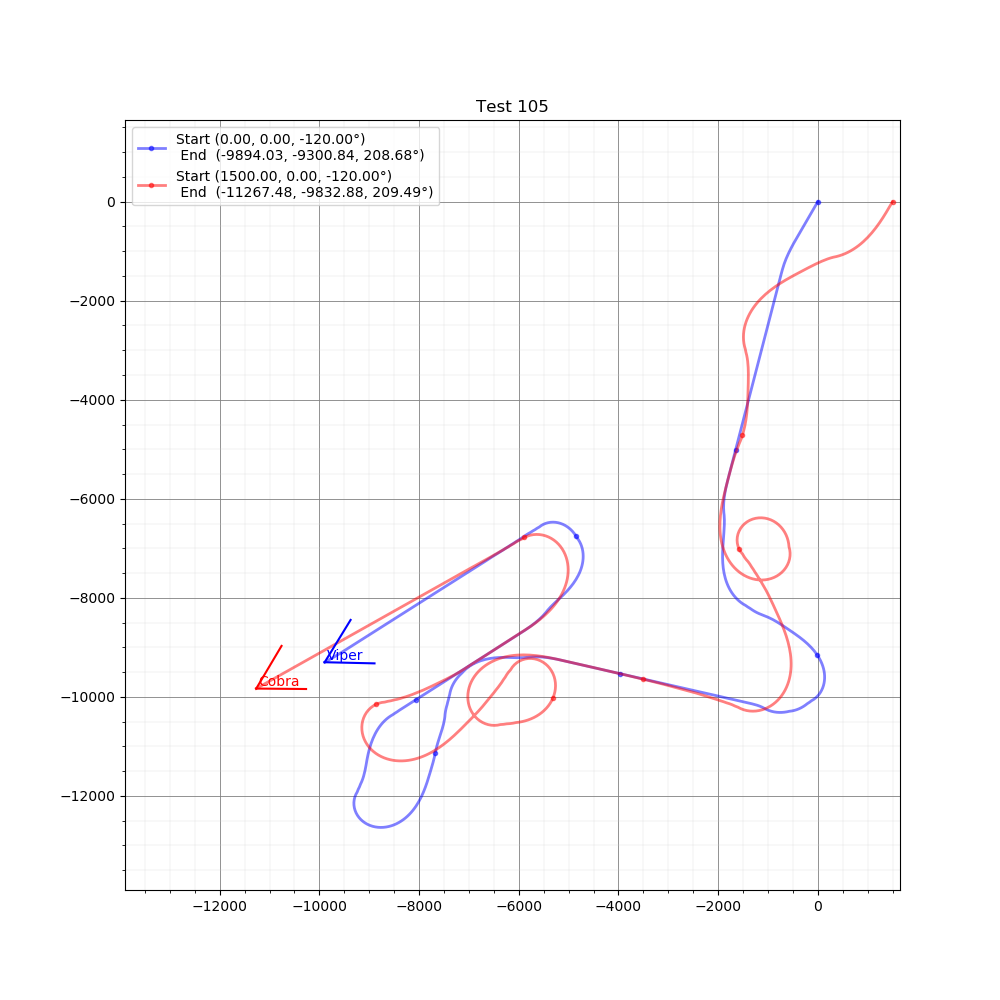 Test 105
Start (0.00, 0.00, -120.00°)
End (-9894.03, -9300.84, 208.68°)
Start (1500.00, 0.00, -120.00°)
End (-11267.48, -9832.88, 209.49°)
0
−2000
−4000
−6000
−8000
−10000
−12000
Viper
Cobra
−12000 −10000 −8000 −6000 −4000 −2000 0